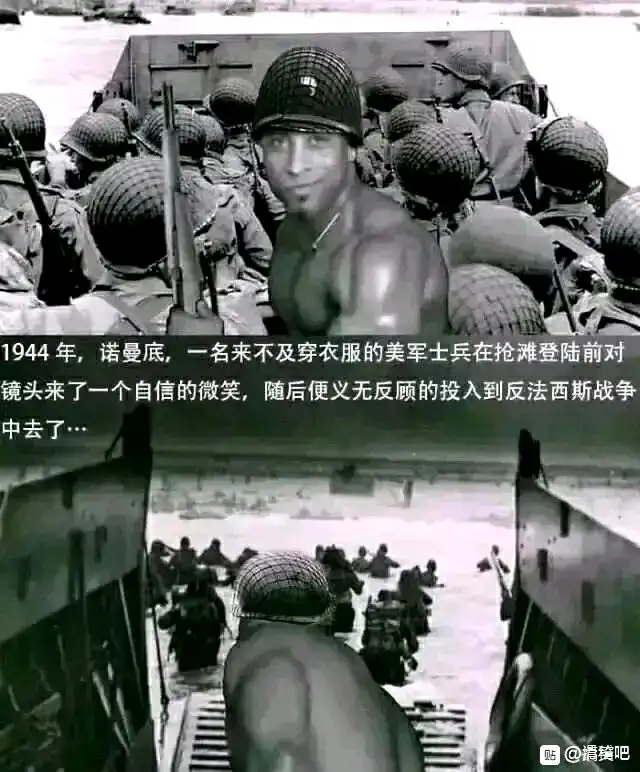 1944 年，诺曼底，一名来不及穿衣服的美军士兵在抢滩登陆前对
镜头来了一个自信的微笑，随后便义无反顾的投入到反法西斯战争
中去了…
贴 @滑稽吧